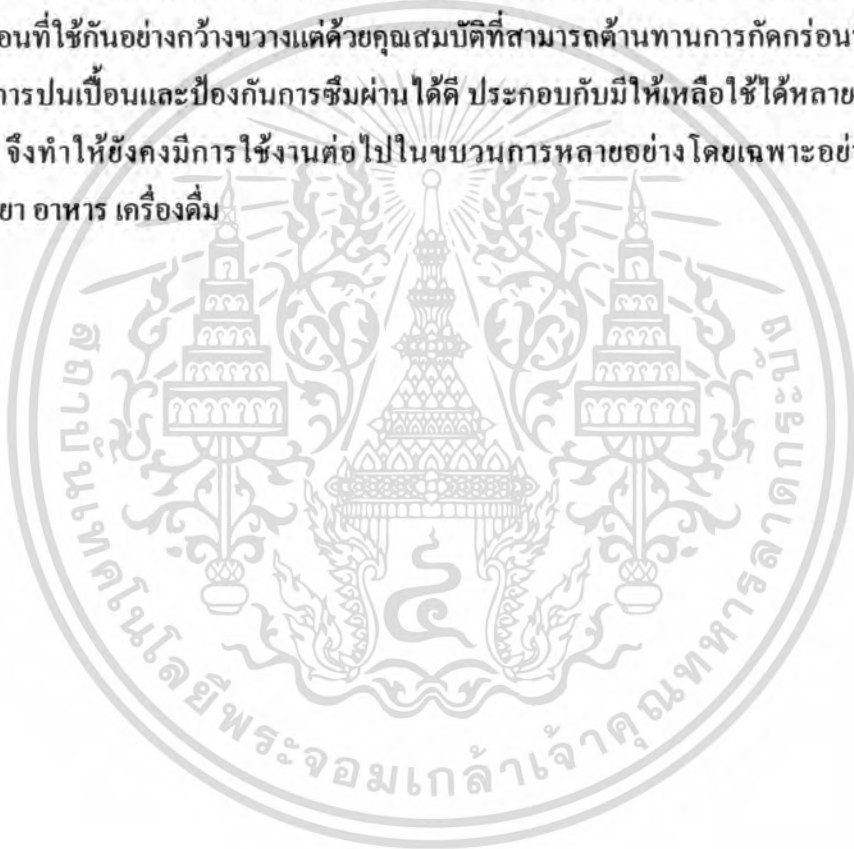 อนที่ใช้กันอย่างกว้างขวางแต่ด้วยคุณสมบัติที่สามารถต้านทานการกัดกร่อน
การปนเปื้อนและป้องกันการซึมผ่านได้ดี ประกอบกับมีให้เหลือใช้ได้หลาย
จึงทำให้ยังคงมีการใช้งานต่อไปในขบวนการหลายอย่างโดยเฉพาะอย่
ยา อาหาร เครื่องดื่ม
สถาบันเทคโนโลยีพระจอมเกล้าเจ้าคุณทหารลาดกระบัง